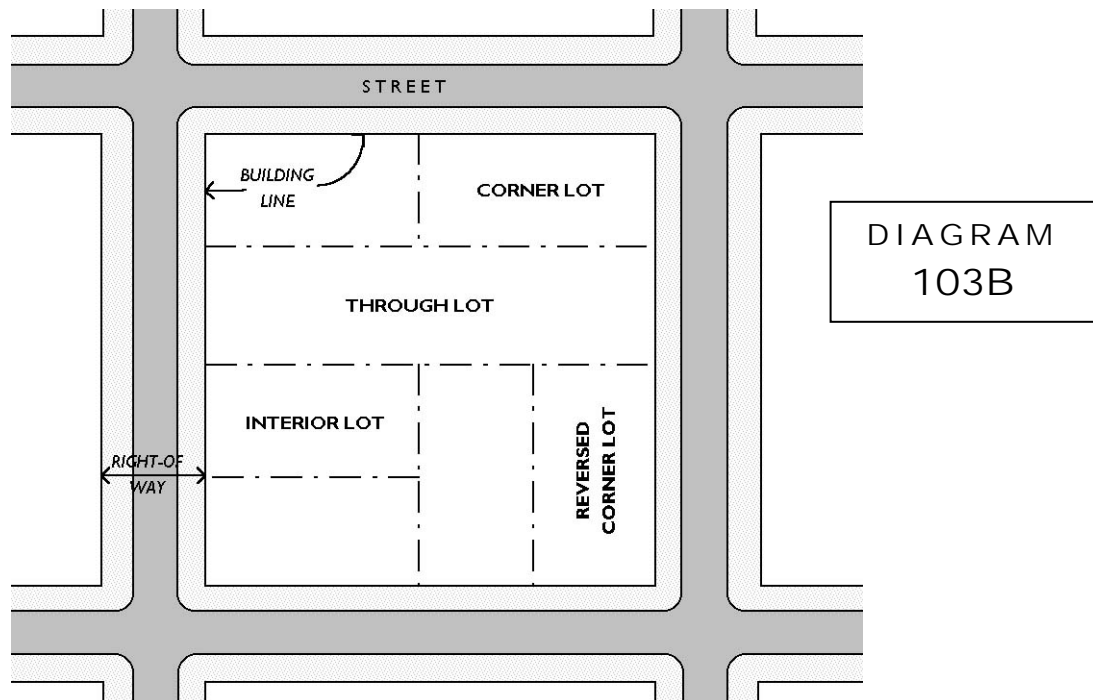 STREET
BUILDING
LINE
CORNER LOT
DIAGRAM
103B
THROUGH LOT
INTERIOR LOT
REVERSED
CORNER LOT
RIGHT-OF
WAY